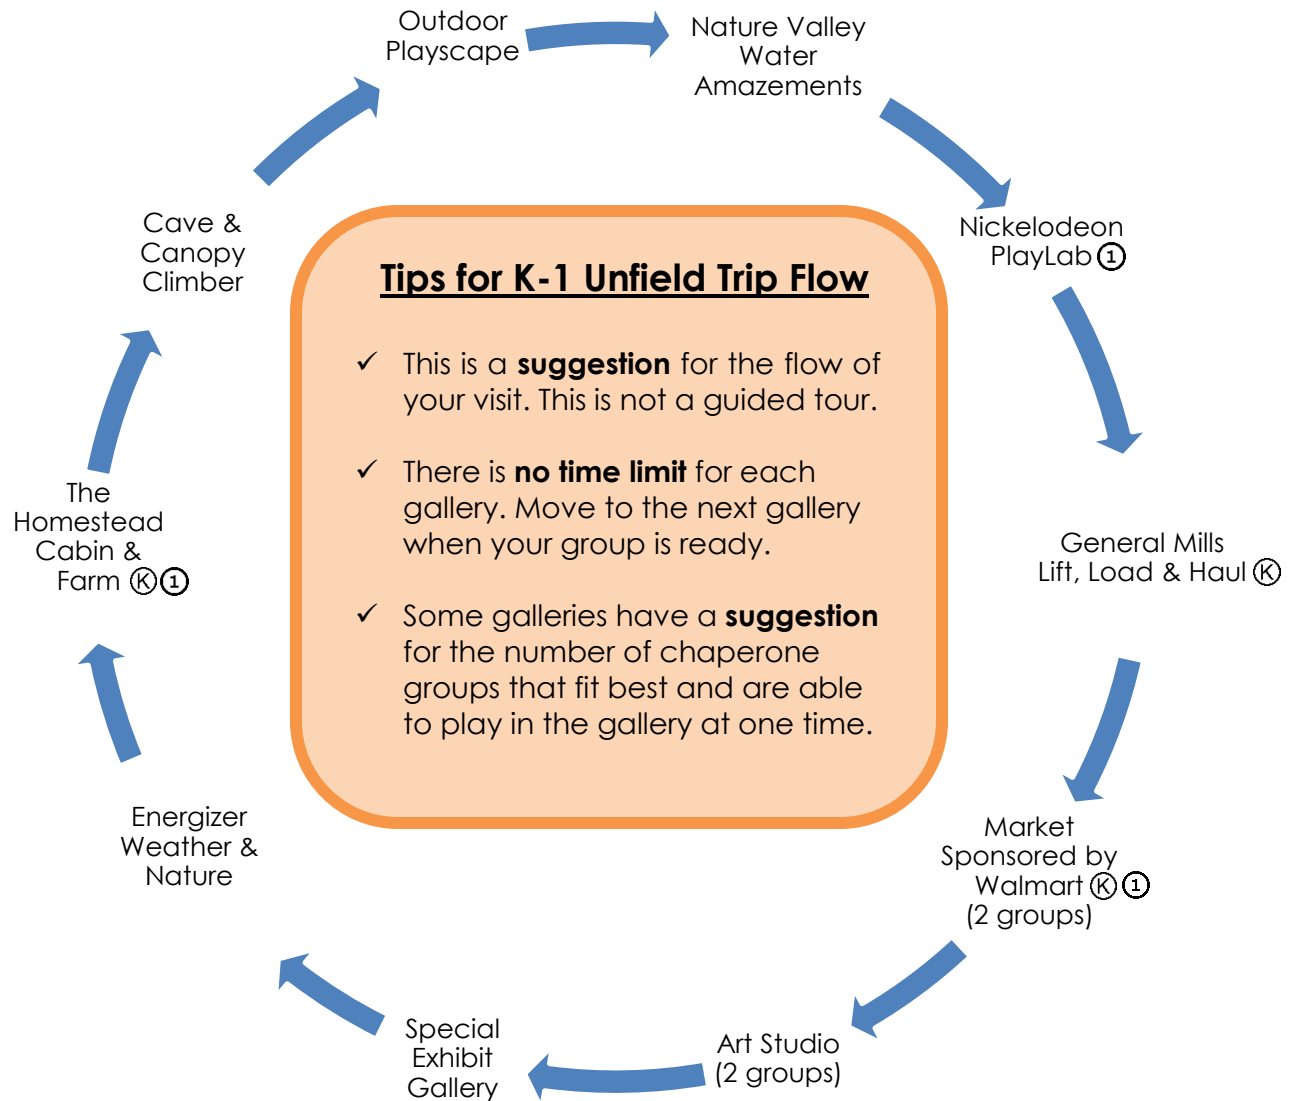 Outdoor
Playscape
Nature Valley
Water
Amazements
Nickelodeon
PlayLab ①
General Mills
Lift, Load & Haul Ⓚ
Market
Sponsored by
Walmart Ⓚ ①
(2 groups)
Art Studio
(2 groups)
Special
Exhibit
Gallery
Energizer
Weather &
Nature
The
Homestead
Cabin &
Farm Ⓚ ①
Cave &
Canopy
Climber
Tips for K-1 Unfield Trip Flow
✓ This is a suggestion for the flow of
your visit. This is not a guided tour.
✓ There is no time limit for each
gallery. Move to the next gallery
when your group is ready.
✓ Some galleries have a suggestion
for the number of chaperone
groups that fit best and are able
to play in the gallery at one time.